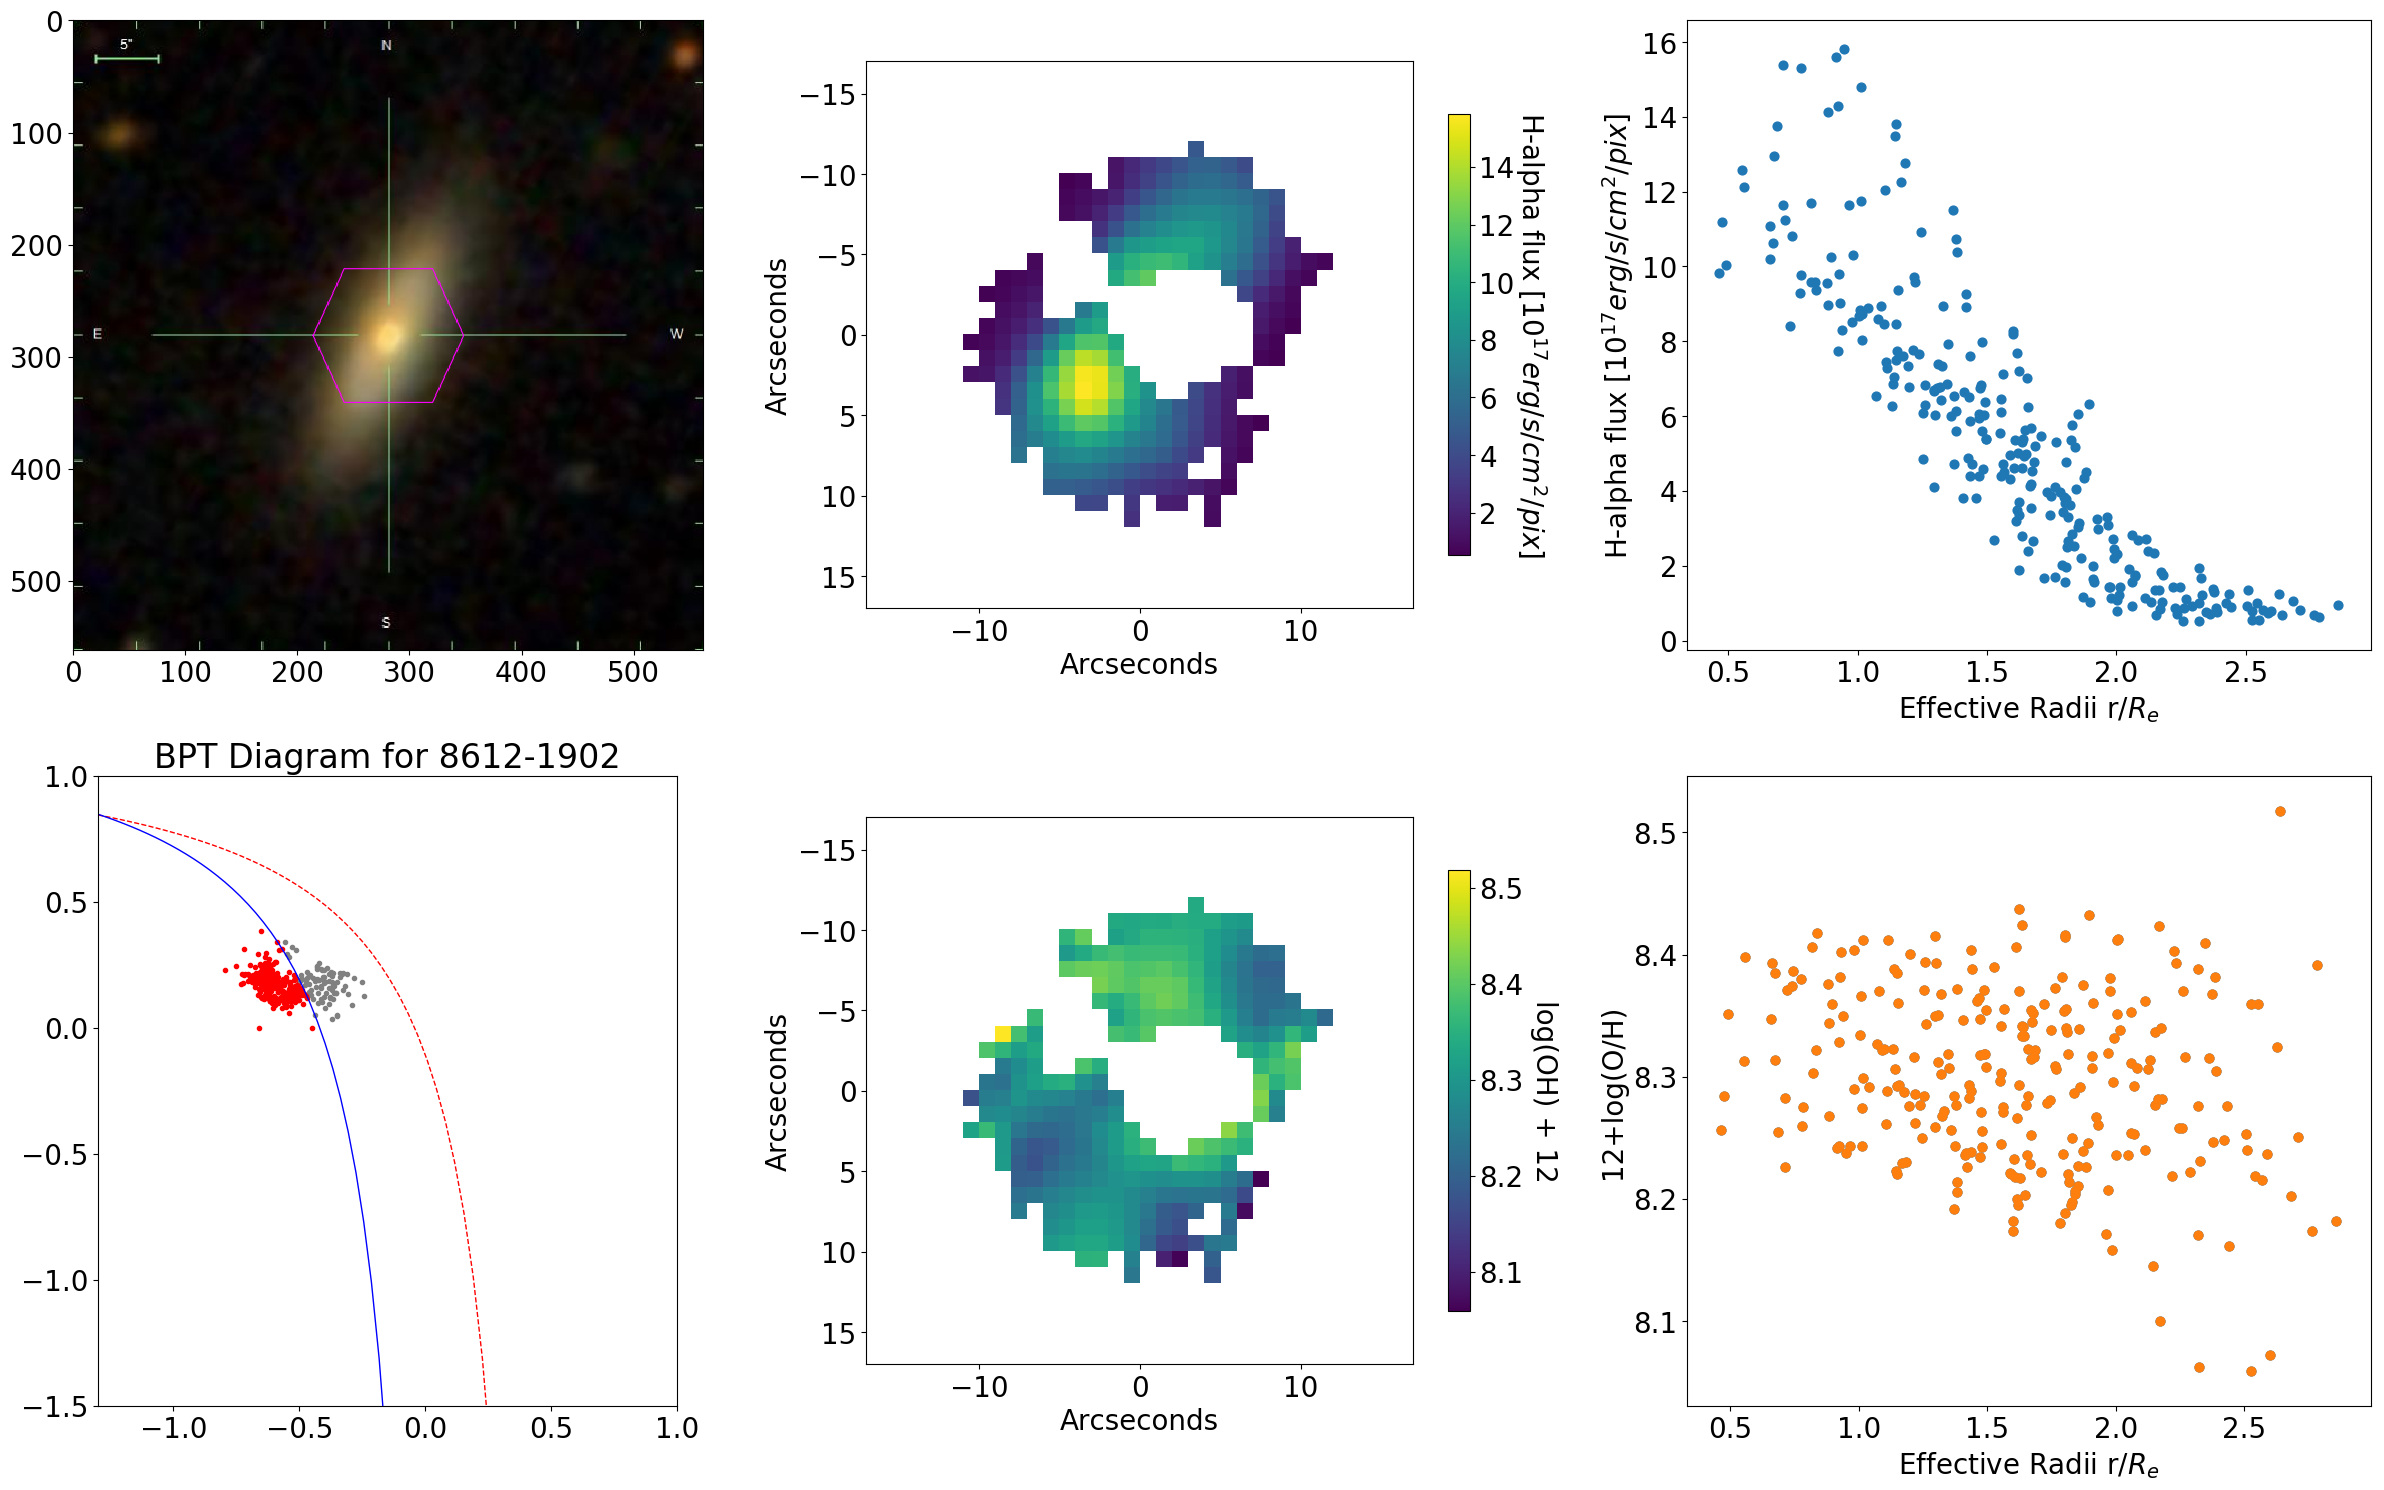 0
100
200
300
400
500
5"
N
E
W
S
0 100 200 300 400 500
−15
−10
−5
0
5
10
15
Arcseconds
−10 0 10
Arcseconds
14
12
10
8
6
4
2
H-alpha flux [10^17 erg/s/cm^2/pix]
16
14
12
10
8
6
4
2
0
H-alpha flux [10^17 erg/s/cm^2/pix]
0.5 1.0 1.5 2.0 2.5
Effective Radii r/R_e
BPT Diagram for 8612-1902
1.0
0.5
0.0
−0.5
−1.0
−1.5
−1.0 −0.5 0.0 0.5 1.0
−15
−10
−5
0
5
10
15
Arcseconds
−10 0 10
Arcseconds
8.5
8.4
8.3
8.2
8.1
log(OH) + 12
8.5
8.4
8.3
8.2
8.1
12+log(O/H)
0.5 1.0 1.5 2.0 2.5
Effective Radii r/R_e